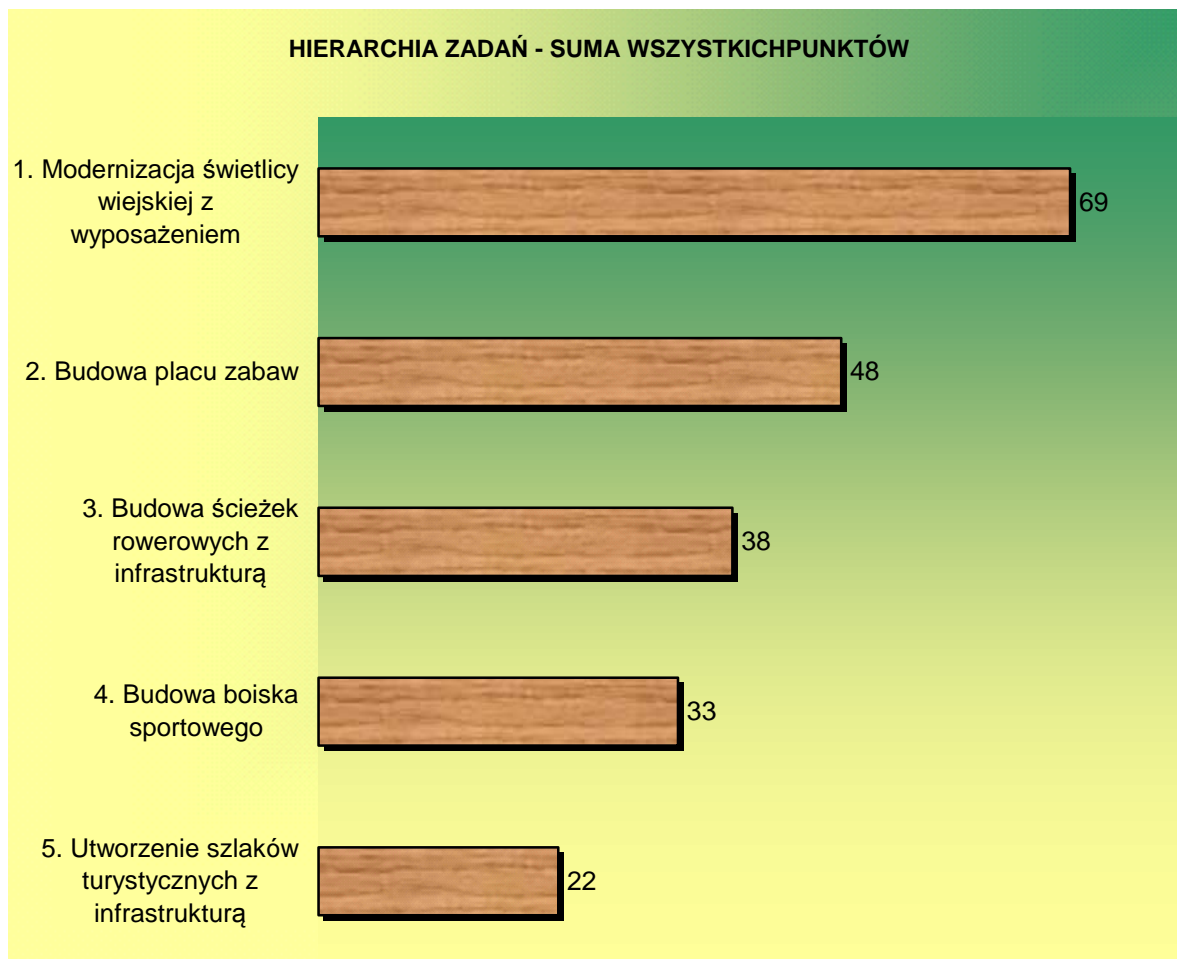 HIERARCHIA ZADAŃ - SUMA WSZYSTKICHPUNKTÓW
1. Modernizacja świetlicy
wiejskiej z
wyposażeniem
69
2. Budowa placu zabaw
48
3. Budowa ścieżek
rowerowych z
infrastrukturą
38
4. Budowa boiska
sportowego
33
5. Utworzenie szlaków
turystycznych z
infrastrukturą
22